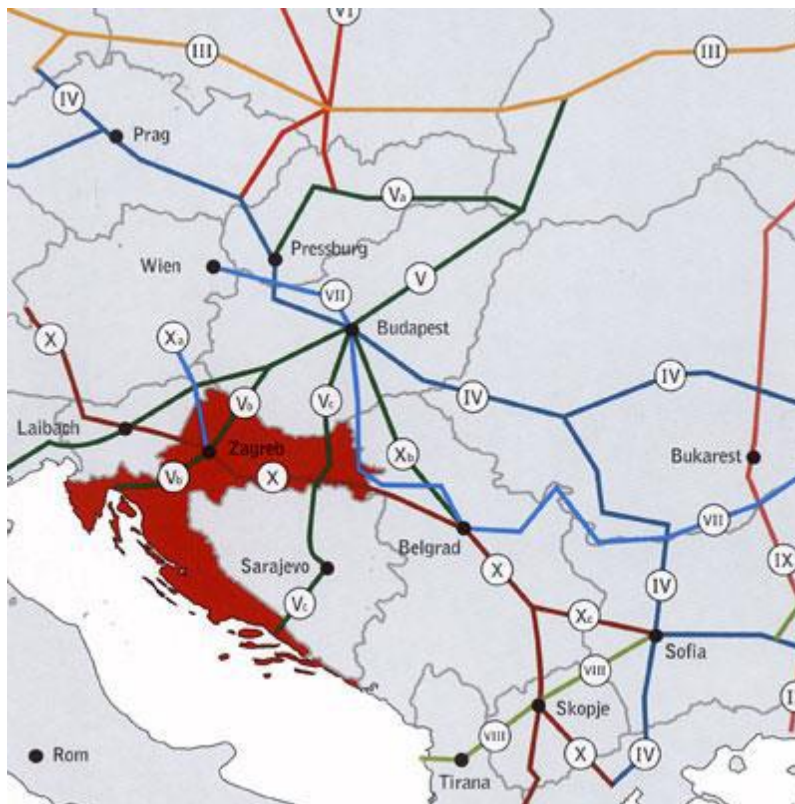 VI
III
III
IV
Prag
Va
Pressburg
Wien
V
VII
X
Xa
Budapest
IV
IV
Laibach
Vb
Vc
Zagreb
Xb
Bukarest
Vb
X
VII
Belgrad
Sarajevo
X
IX
IV
Vc
Xc
Sofia
VIII
Skopje
VIII
X
IV
Rom
Tirana